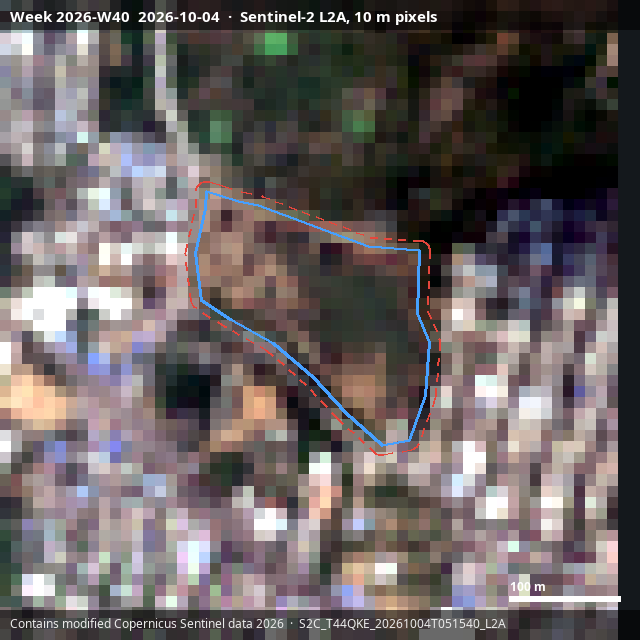 Week 2026-W40  2026-10-04  ·  Sentinel-2 L2A, 10 m pixels
100 m
Contains modified Copernicus Sentinel data 2026  ·  S2C_T44QKE_20261004T051540_L2A